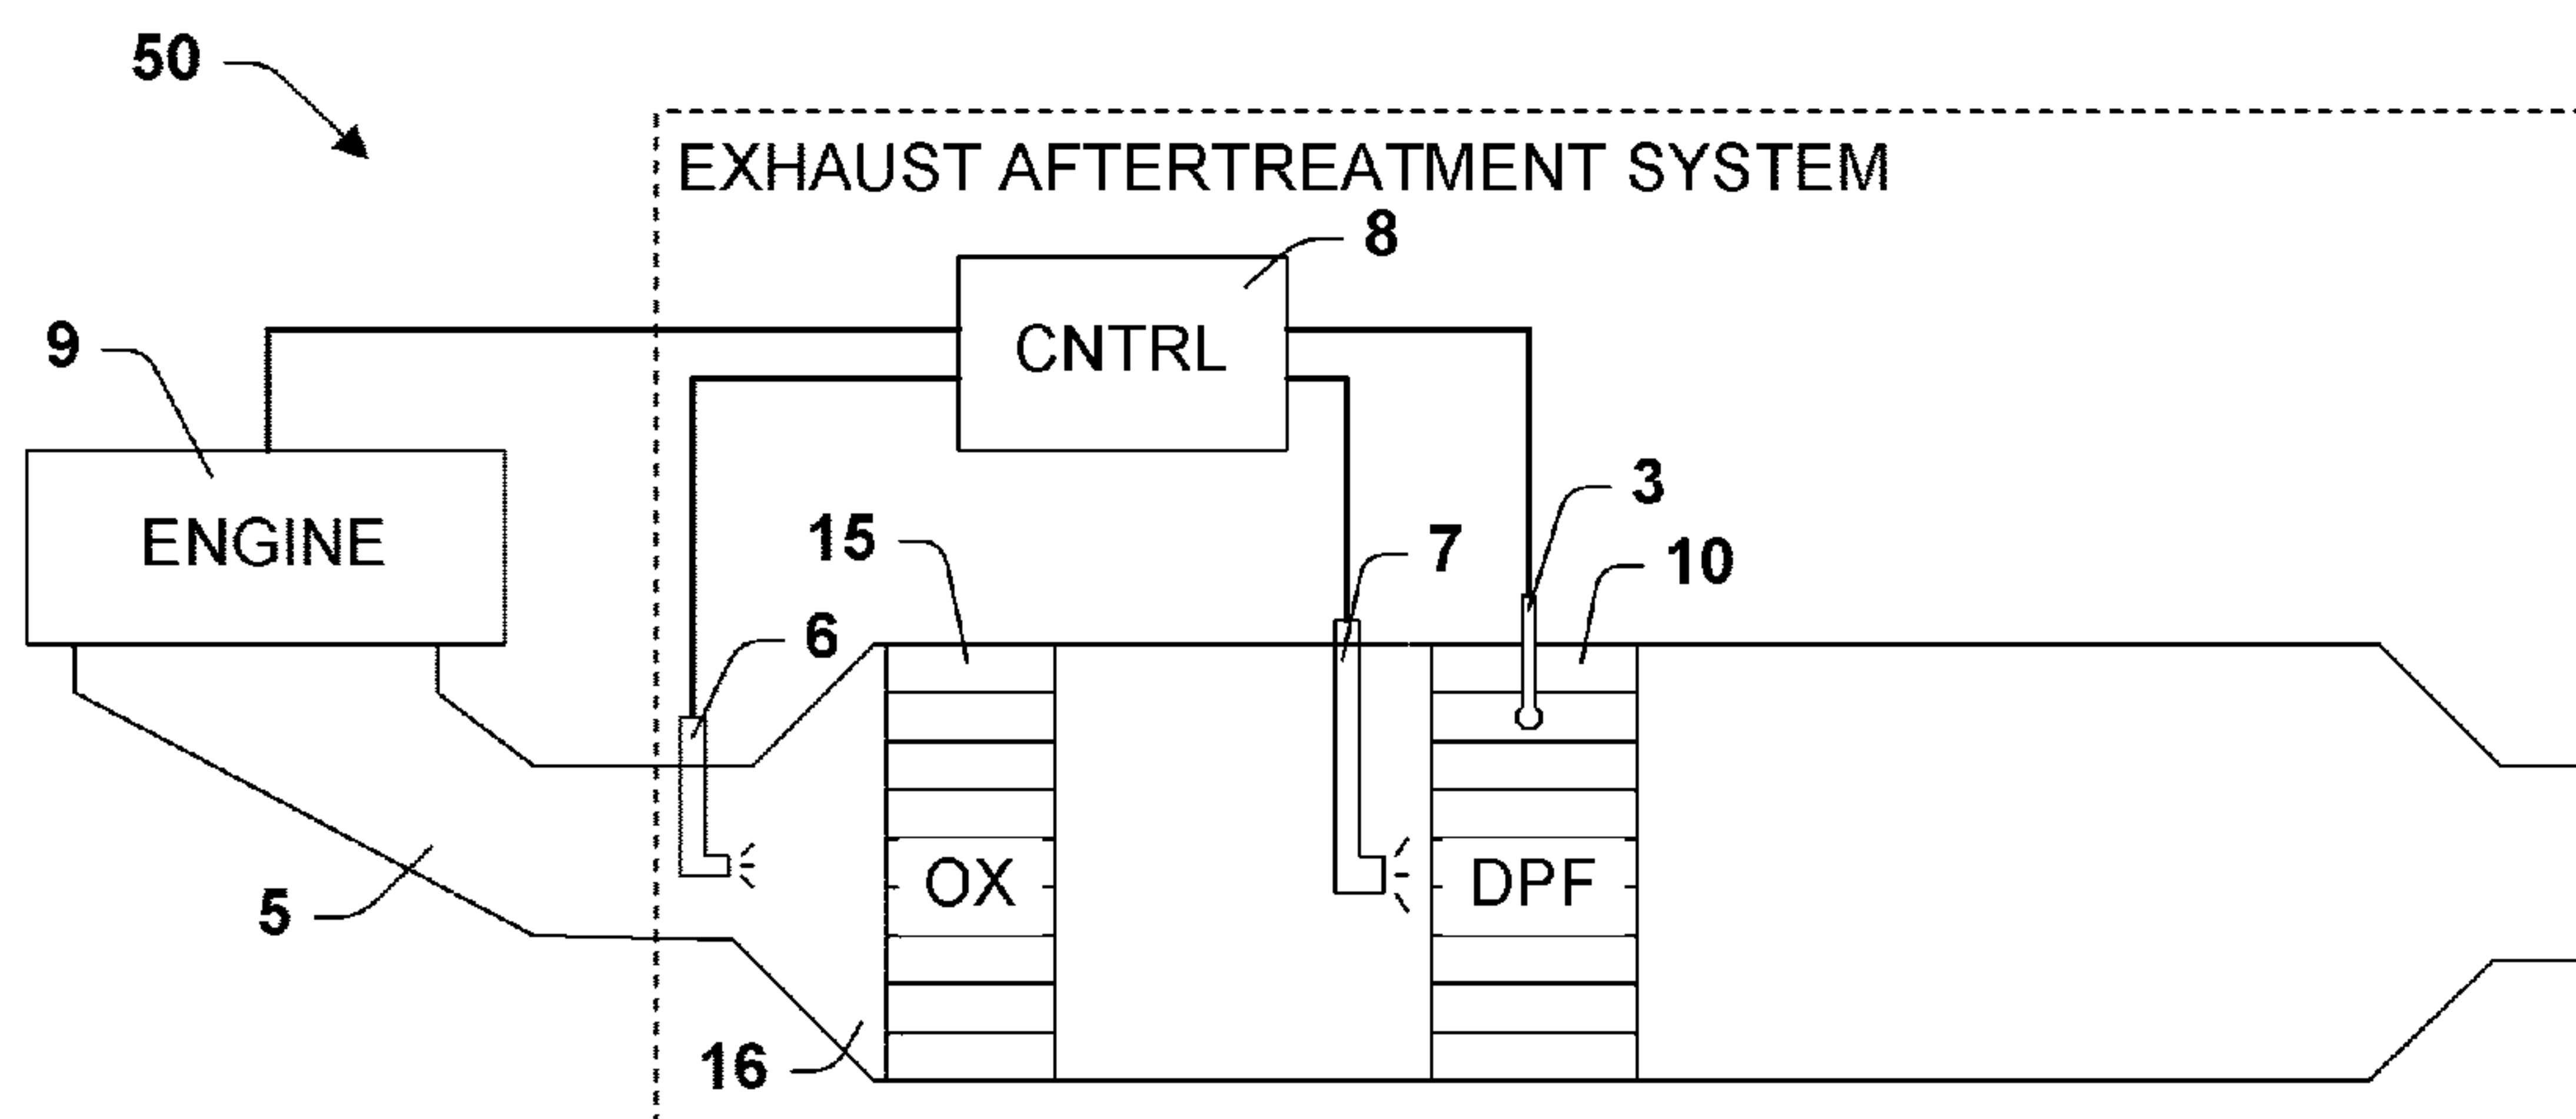 50
EXHAUST AFTERTREATMENT SYSTEM
8
9
CNTRL
3
15
7
10
ENGINE
6
OX
DPF
5
16